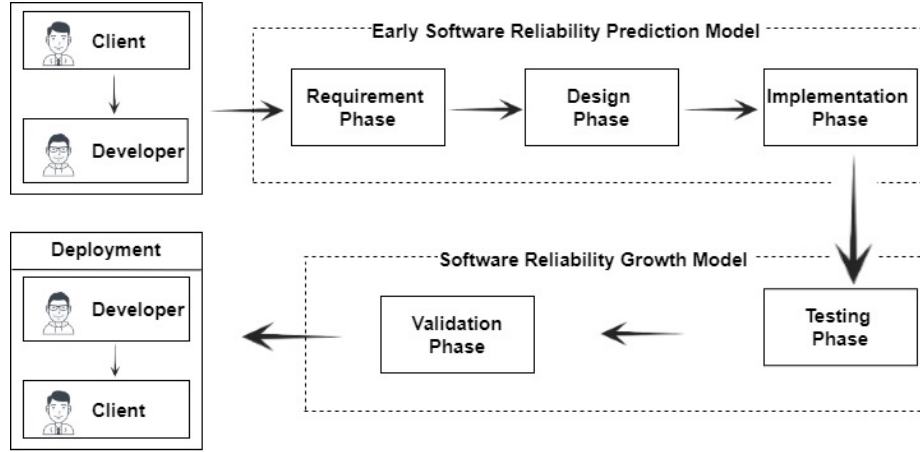 Client
Developer
Early Software Reliability Prediction Model
Requirement
Phase
Design
Phase
Implementation
Phase
Deployment
Developer
Client
Software Reliability Growth Model
Validation
Phase
Testing
Phase